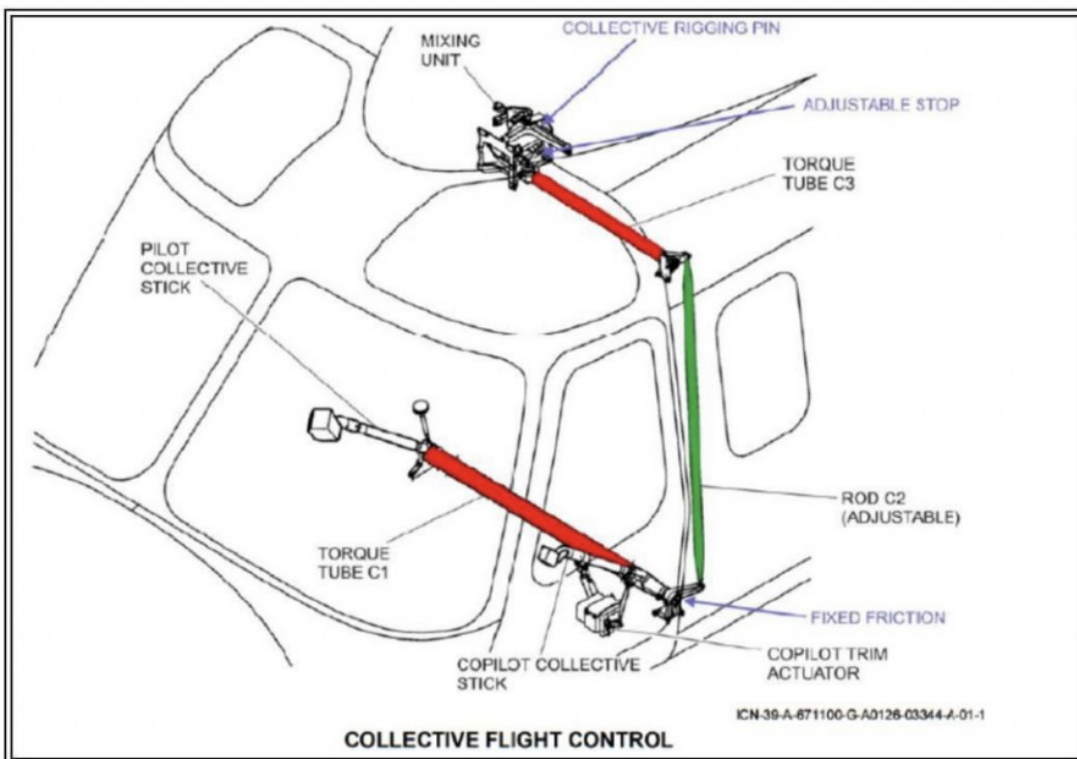 COLLECTIVE RIGGING PIN
MIXING
UNIT
ADJUSTABLE STOP
TORQUE
TUBE C3
PILOT
COLLECTIVE
STICK
ROD C2
(ADJUSTABLE)
TORQUE
TUBE C1
FIXED FRICTION
COPILOT COLLECTIVE
STICK
COPILOT TRIM
ACTUATOR
ICN-39-A-671100-G-A0126-03344-A-01-1
COLLECTIVE FLIGHT CONTROL